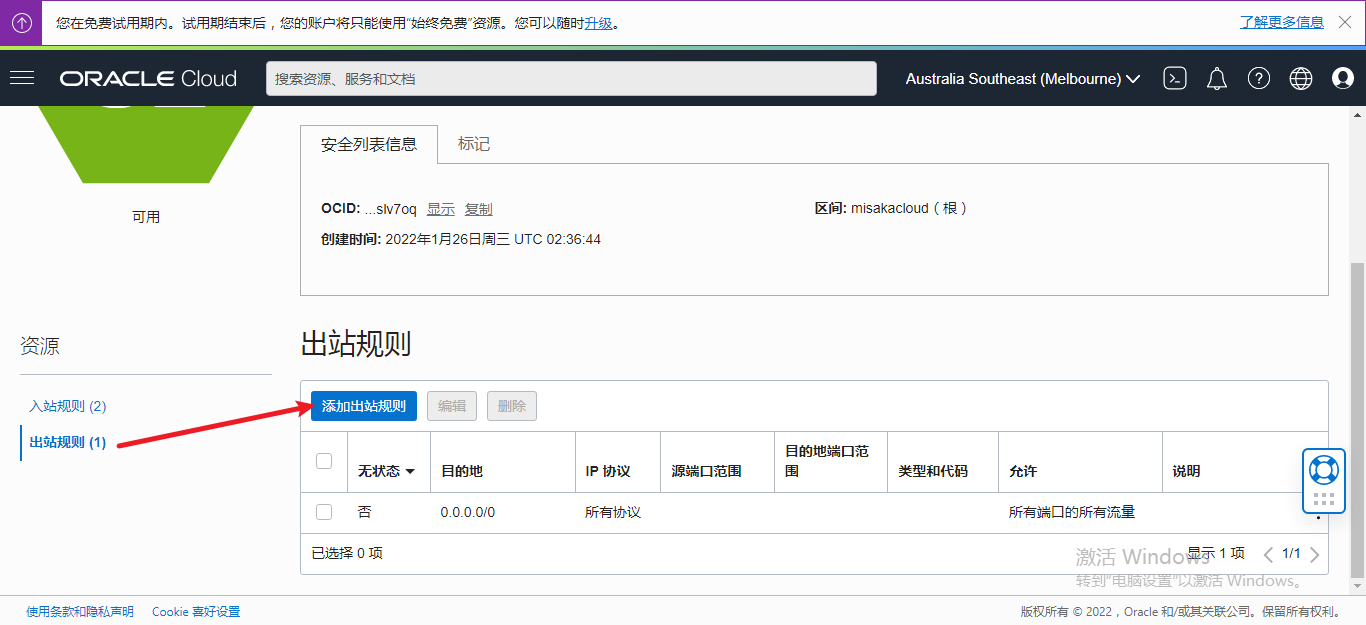 您在免费试用期内。试用期结束后，您的账户将只能使用“始终免费”资源。您可以随时升级。 了解更多信息
ORACLE Cloud 搜索资源、服务和文档 Australia Southeast (Melbourne)
安全列表信息 标记
OCID: ...slv7oq 显示 复制 区间: misakacloud（根）
创建时间: 2022年1月26日周三 UTC 02:36:44
可用
资源
入站规则 (2)
出站规则 (1)
出站规则
添加出站规则 编辑 删除
无状态 目的地 IP 协议 源端口范围 目的地端口范围 类型和代码 允许 说明
否 0.0.0.0/0 所有协议 所有端口的所有流量
已选择 0 项 显示 1 项 1/1
激活 Windows
转到“电脑设置”以激活 Windows。
使用条款和隐私声明 Cookie 喜好设置 版权所有 © 2022，Oracle 和/或其关联公司。保留所有权利。